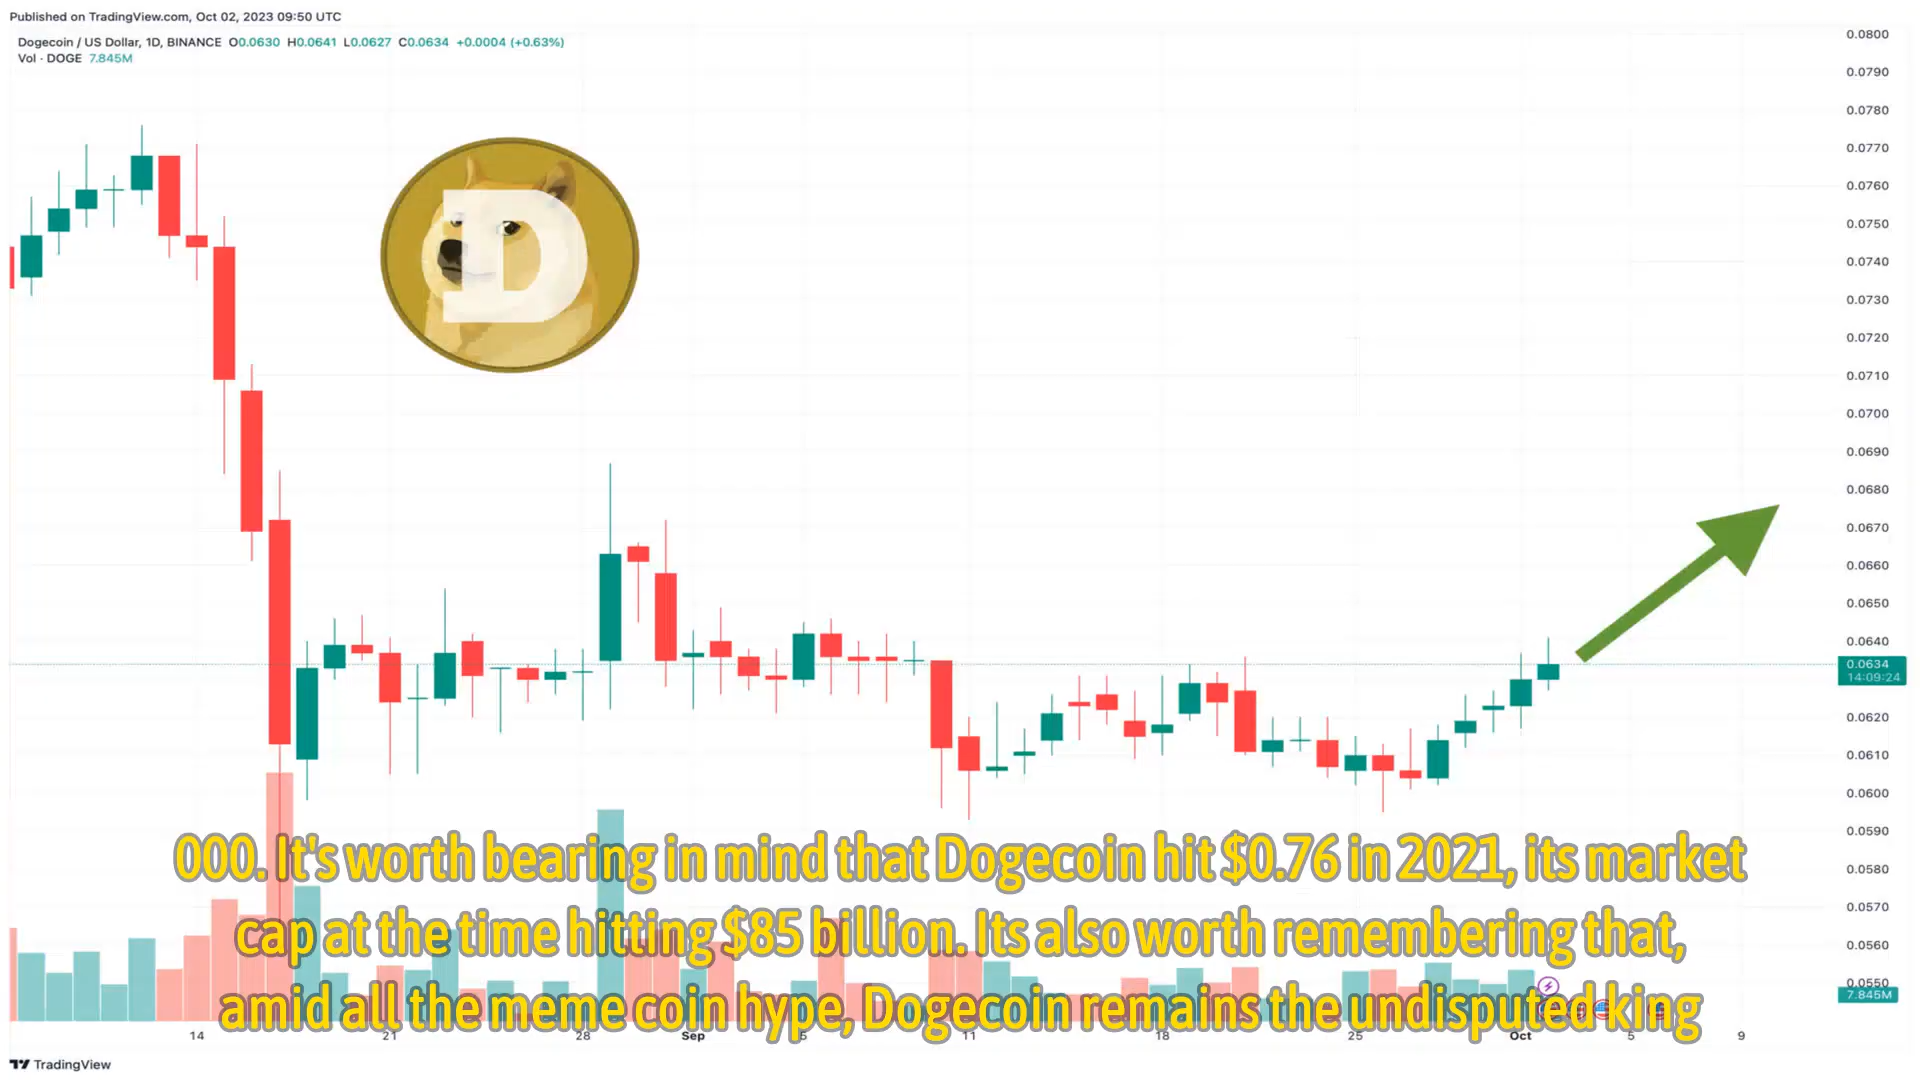 Published on TradingView.com, Oct 02, 2023 09:50 UTC
Dogecoin / US Dollar, 1D, BINANCE O0.0630 H0.0641 L0.0627 C0.0634 +0.0004 (+0.63%)
Vol · DOGE 7.845M
D
0.0800
0.0790
0.0780
0.0770
0.0760
0.0750
0.0740
0.0730
0.0720
0.0710
0.0700
0.0690
0.0680
0.0670
0.0660
0.0650
0.0640
0.0634
14:09:24
0.0620
0.0610
0.0600
0.0590
0.0580
0.0570
0.0560
0.0550
7.845M
000. It's worth bearing in mind that Dogecoin hit $0.76 in 2021, its market
cap at the time hitting $85 billion. Its also worth remembering that,
amid all the meme coin hype, Dogecoin remains the undisputed king
14 21 28 Sep 5 11 18 25 Oct 5 9
TradingView